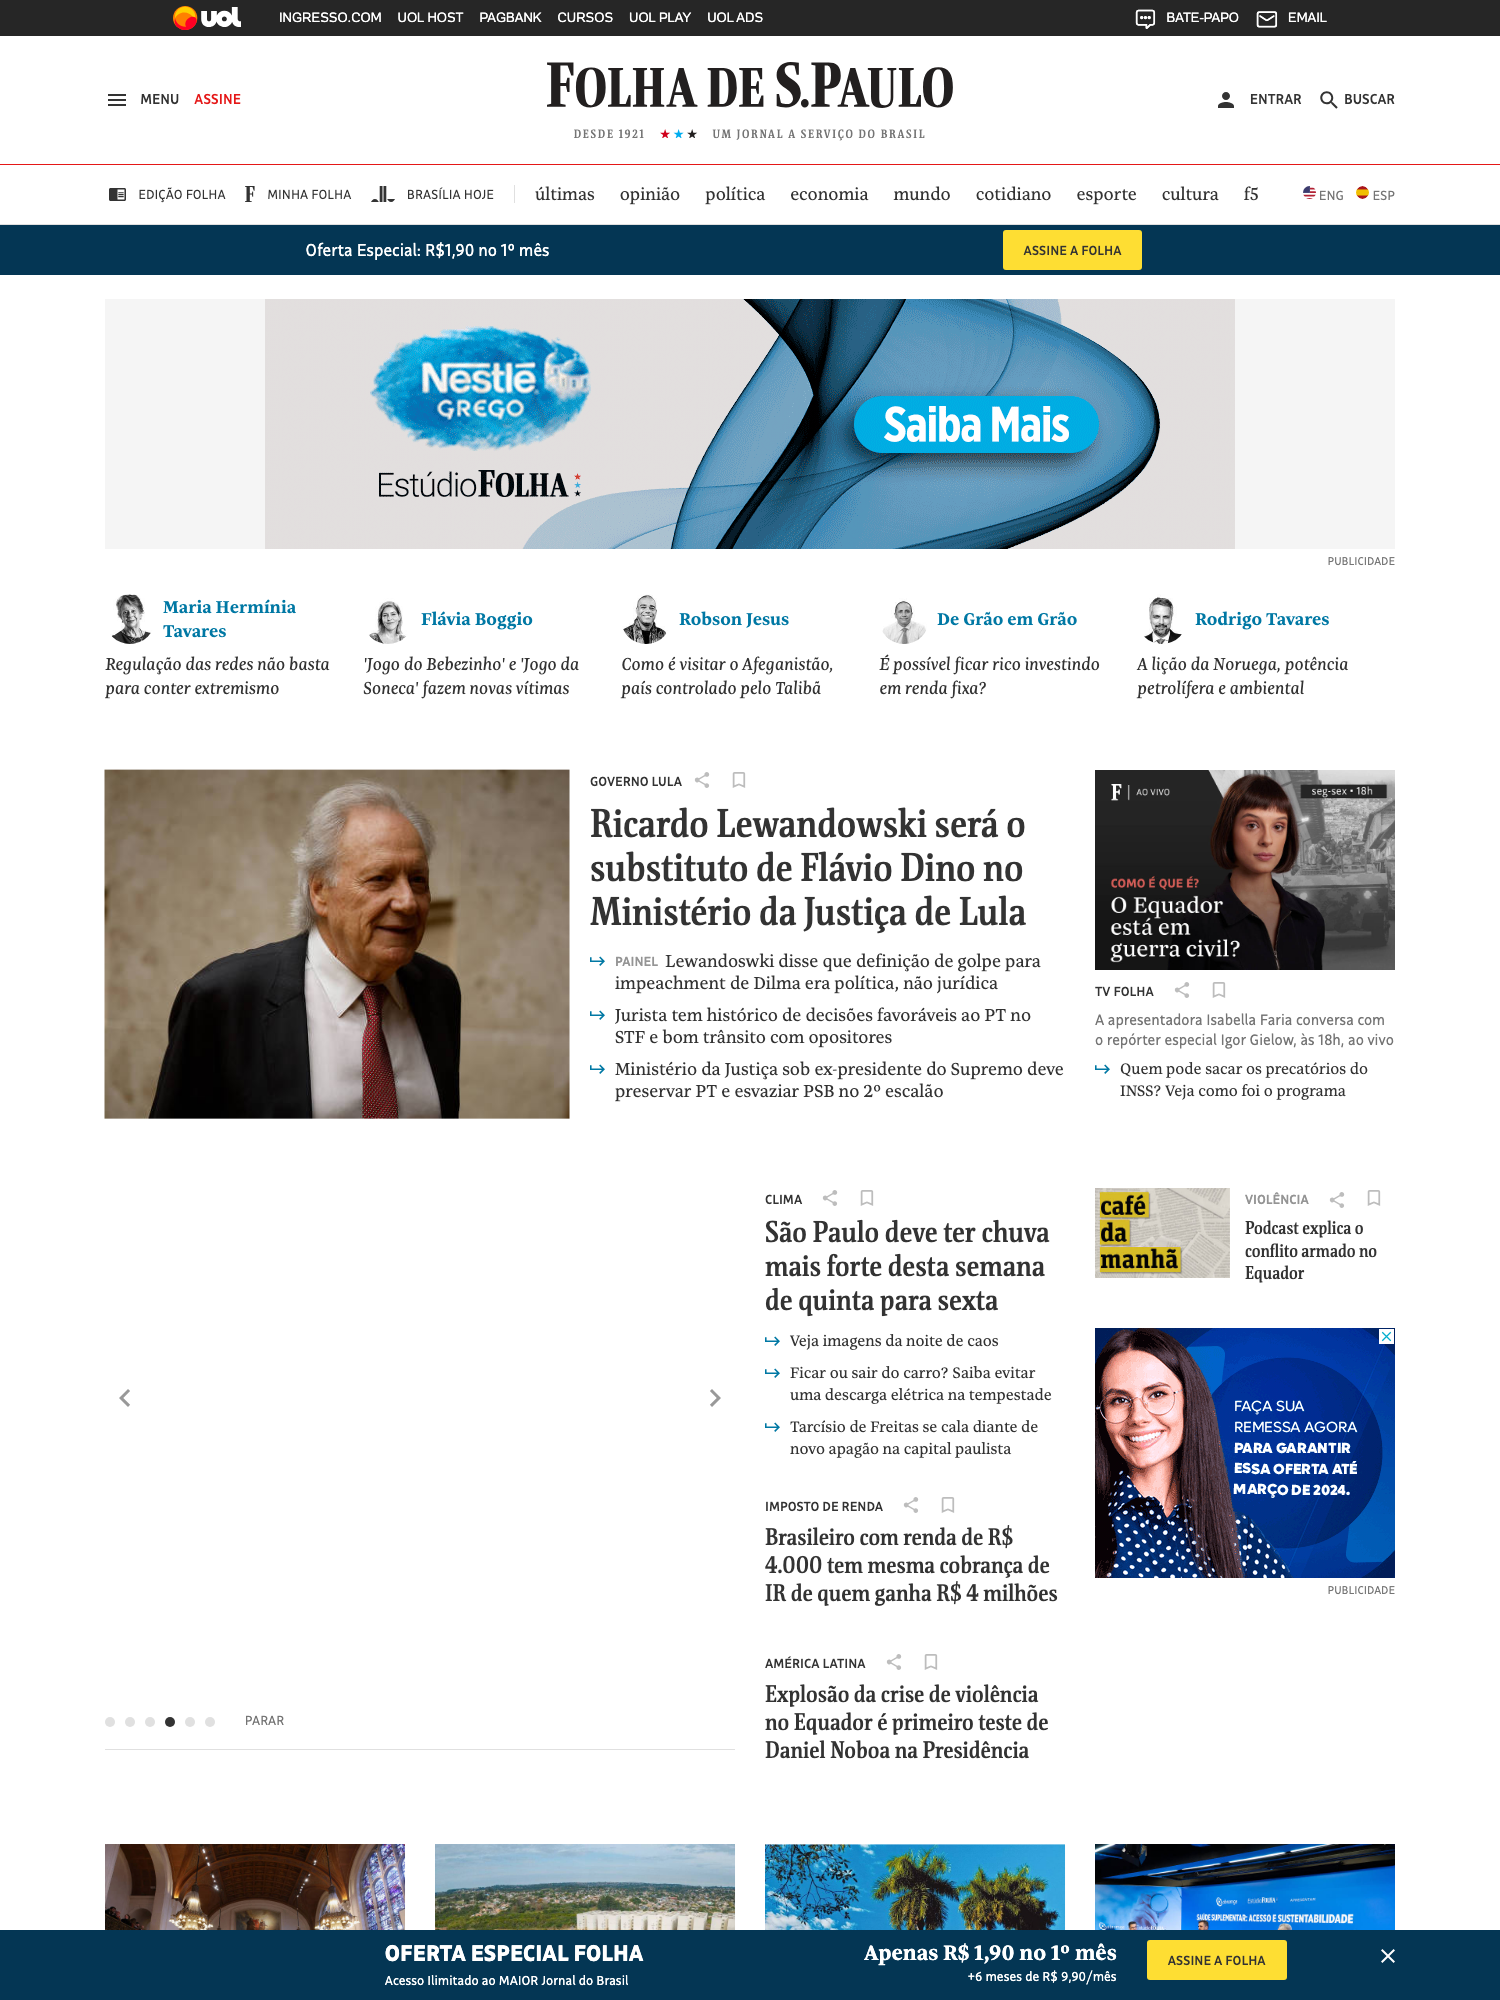 uol INGRESSO.COM UOL HOST PAGBANK CURSOS UOL PLAY UOL ADS BATE-PAPO EMAIL
MENU ASSINE FOLHA DE S.PAULO ENTRAR BUSCAR
DESDE 1921 ★★★ UM JORNAL A SERVIÇO DO BRASIL
EDIÇÃO FOLHA F MINHA FOLHA BRASÍLIA HOJE últimas opinião política economia mundo cotidiano esporte cultura f5 ENG ESP
Oferta Especial: R$1,90 no 1º mês ASSINE A FOLHA
Nestlé
GREGO
Saiba Mais
EstúdioFOLHA
PUBLICIDADE
Maria Hermínia
Tavares
Regulação das redes não basta
para conter extremismo
Flávia Boggio
'Jogo do Bebezinho' e 'Jogo da
Soneca' fazem novas vítimas
Robson Jesus
Como é visitar o Afeganistão,
país controlado pelo Talibã
De Grão em Grão
É possível ficar rico investindo
em renda fixa?
Rodrigo Tavares
A lição da Noruega, potência
petrolífera e ambiental
GOVERNO LULA
Ricardo Lewandowski será o
substituto de Flávio Dino no
Ministério da Justiça de Lula
PAINEL Lewandoswki disse que definição de golpe para
impeachment de Dilma era política, não jurídica
Jurista tem histórico de decisões favoráveis ao PT no
STF e bom trânsito com opositores
Ministério da Justiça sob ex-presidente do Supremo deve
preservar PT e esvaziar PSB no 2º escalão
F | AO VIVO seg-sex • 18h
COMO É QUE É?
O Equador
está em
guerra civil?
TV FOLHA
A apresentadora Isabella Faria conversa com
o repórter especial Igor Gielow, às 18h, ao vivo
Quem pode sacar os precatórios do
INSS? Veja como foi o programa
PARAR
CLIMA
São Paulo deve ter chuva
mais forte desta semana
de quinta para sexta
Veja imagens da noite de caos
Ficar ou sair do carro? Saiba evitar
uma descarga elétrica na tempestade
Tarcísio de Freitas se cala diante de
novo apagão na capital paulista
IMPOSTO DE RENDA
Brasileiro com renda de R$
4.000 tem mesma cobrança de
IR de quem ganha R$ 4 milhões
AMÉRICA LATINA
Explosão da crise de violência
no Equador é primeiro teste de
Daniel Noboa na Presidência
café
da
manhã
VIOLÊNCIA
Podcast explica o
conflito armado no
Equador
FAÇA SUA
REMESSA AGORA
PARA GARANTIR
ESSA OFERTA ATÉ
MARÇO DE 2024.
PUBLICIDADE
EstúdioFOLHA APRESENTAM
SAÚDE SUPLEMENTAR: ACESSO E SUSTENTABILIDADE
OFERTA ESPECIAL FOLHA
Acesso Ilimitado ao MAIOR Jornal do Brasil
Apenas R$ 1,90 no 1º mês
+6 meses de R$ 9,90/mês
ASSINE A FOLHA